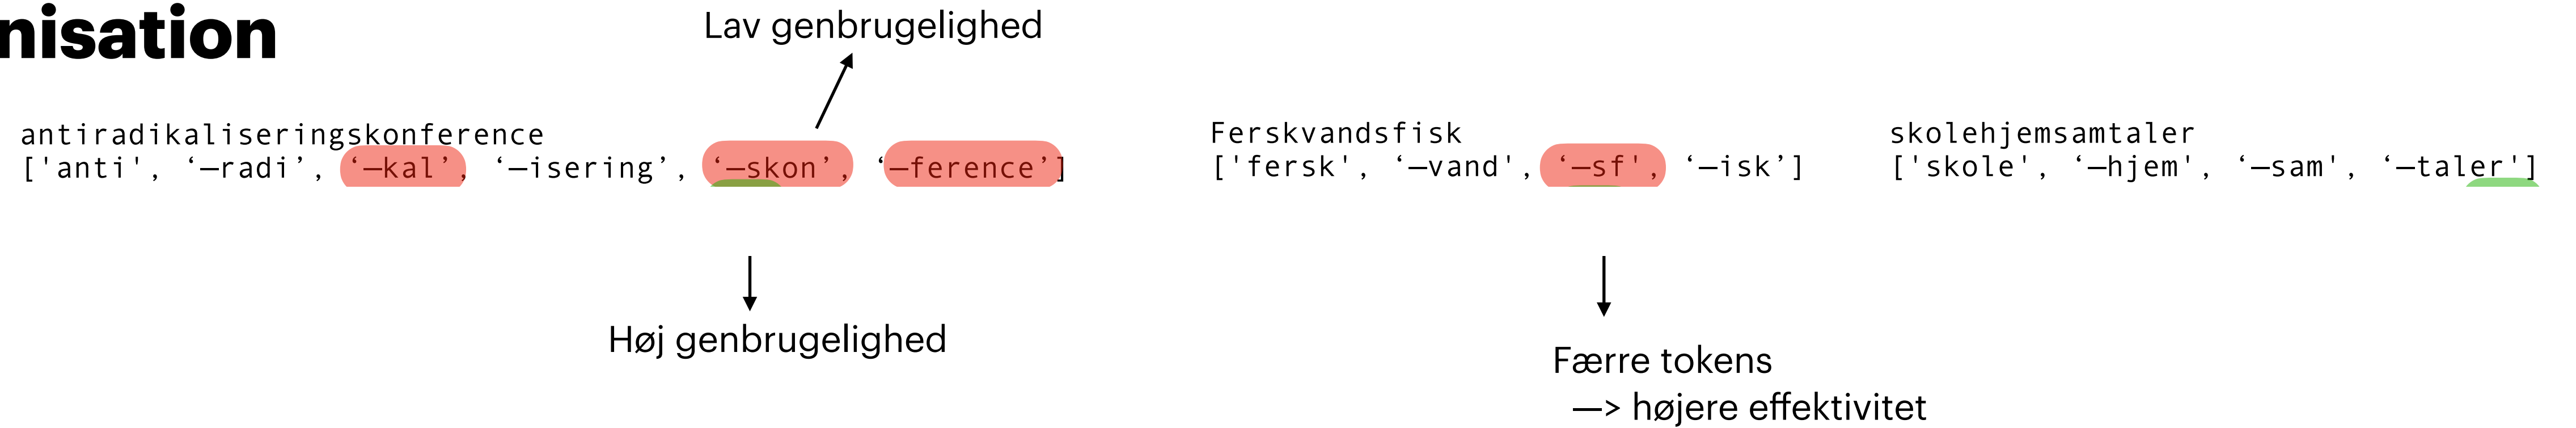 nisation
Lav genbrugelighed
antiradikaliseringskonference
['anti', ‘—radi’, ‘—kal’, ‘—isering’, ‘—skon’, ‘—ference’]
Ferskvandsfisk
['fersk', ‘—vand', ‘—sf', ‘—isk’]
skolehjemsamtaler
['skole', ‘—hjem', ‘—sam', ‘—taler']
Høj genbrugelighed
Færre tokens
—> højere effektivitet